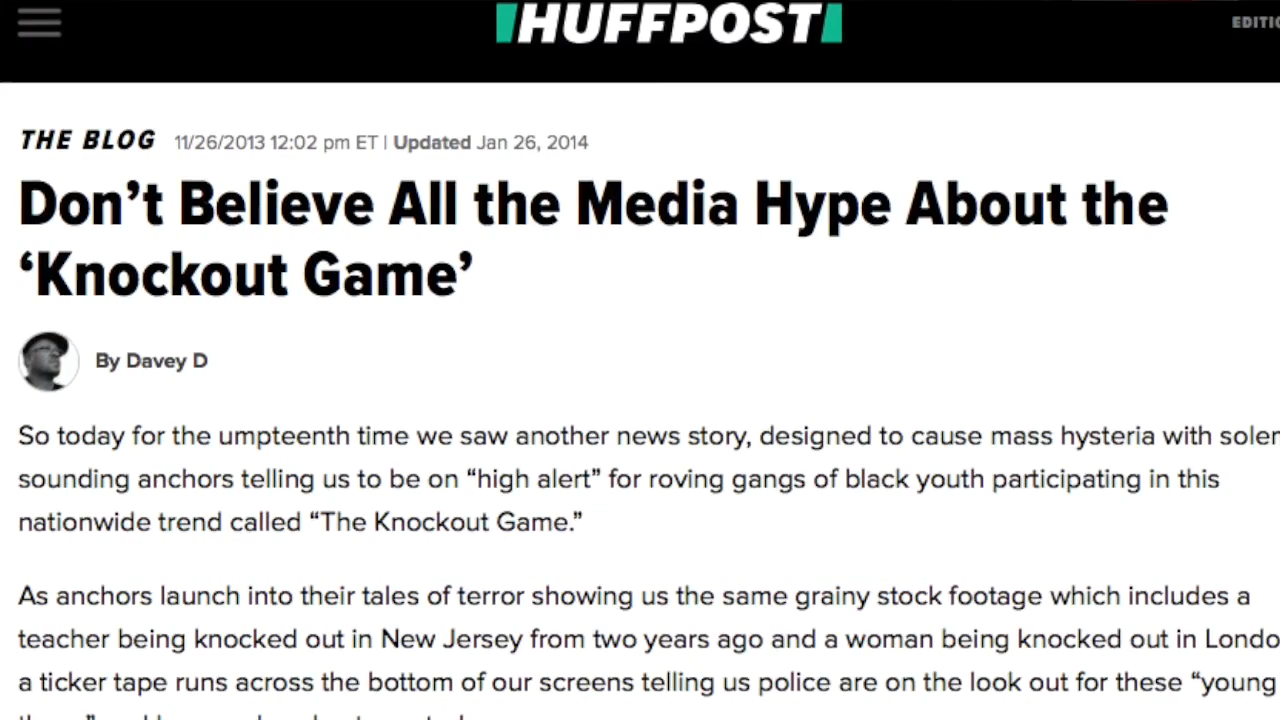 HUFFPOST
EDITIO
THE BLOG 11/26/2013 12:02 pm ET | Updated Jan 26, 2014
Don’t Believe All the Media Hype About the
‘Knockout Game’
By Davey D
So today for the umpteenth time we saw another news story, designed to cause mass hysteria with solem
sounding anchors telling us to be on “high alert” for roving gangs of black youth participating in this
nationwide trend called “The Knockout Game.”
As anchors launch into their tales of terror showing us the same grainy stock footage which includes a
teacher being knocked out in New Jersey from two years ago and a woman being knocked out in Londo
a ticker tape runs across the bottom of our screens telling us police are on the look out for these “young